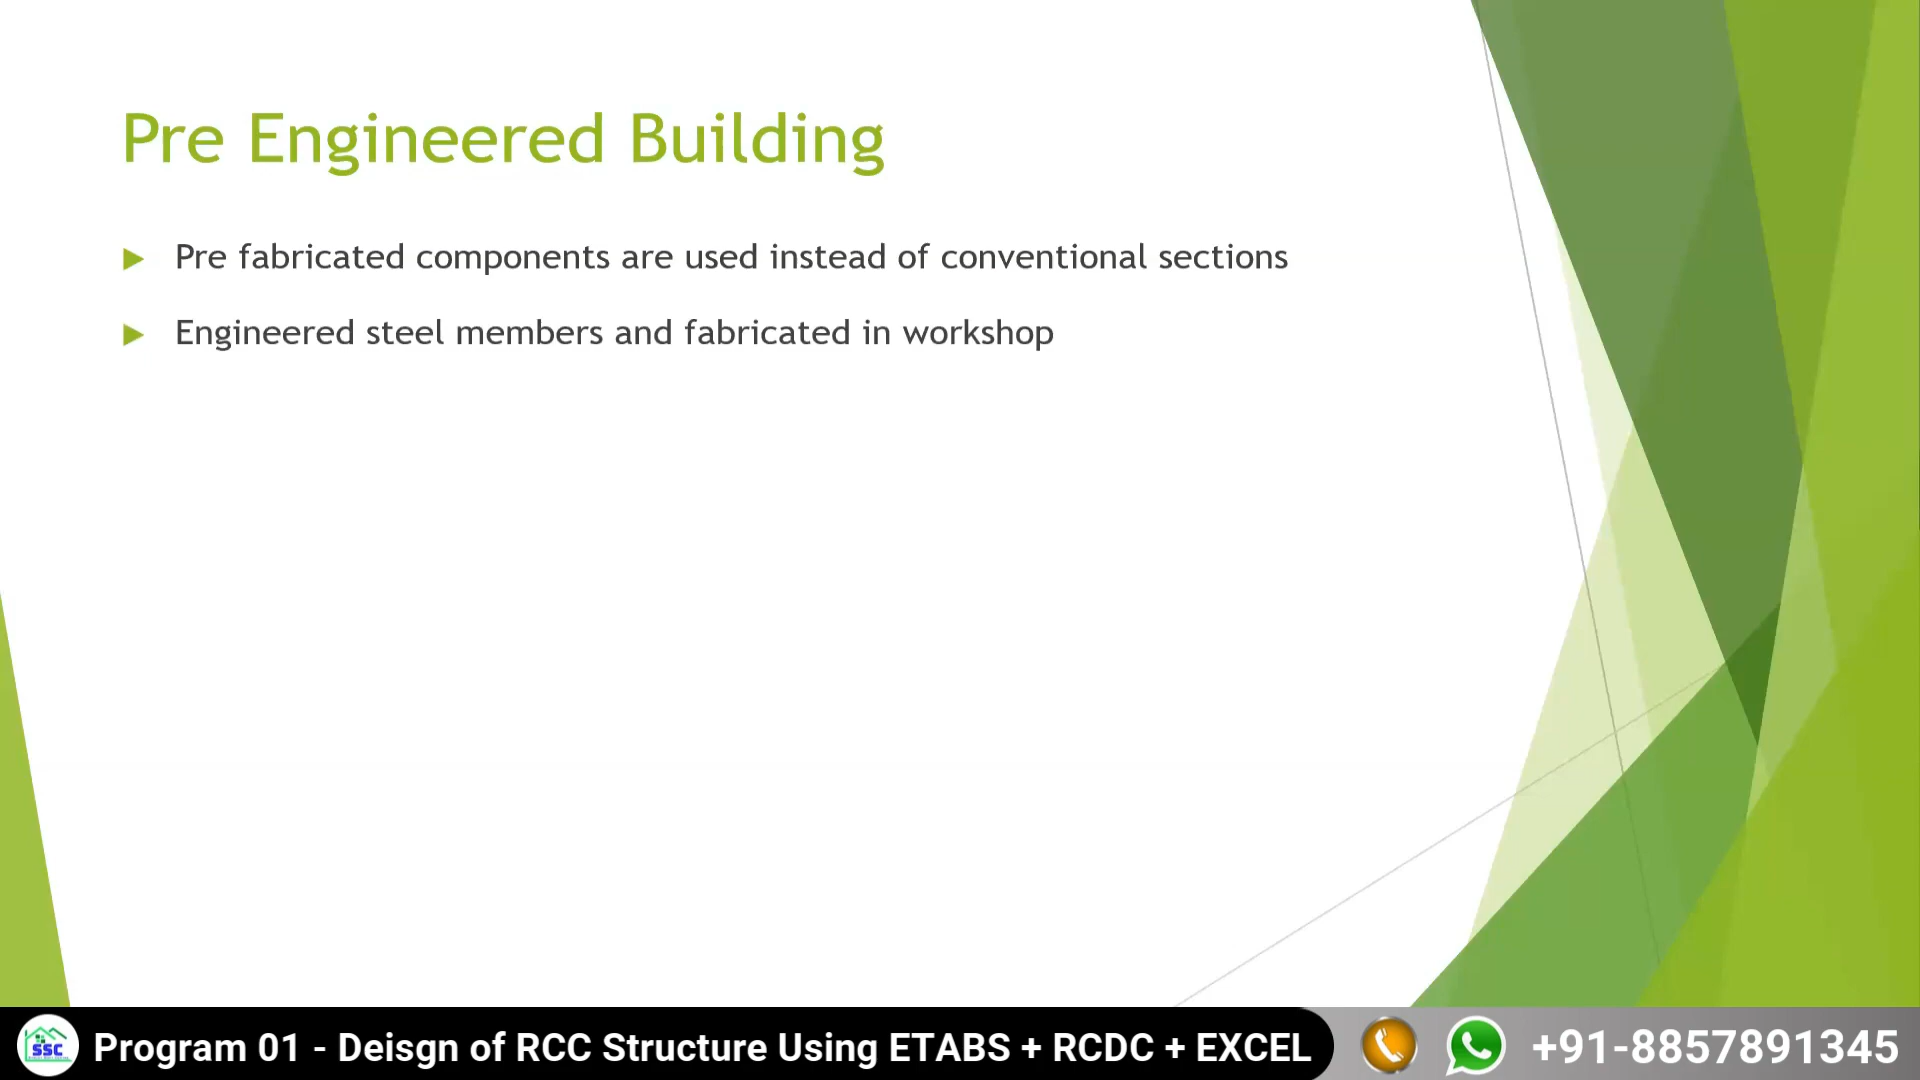 Pre Engineered Building
Pre fabricated components are used instead of conventional sections
Engineered steel members and fabricated in workshop
SSC
Program 01 - Deisgn of RCC Structure Using ETABS + RCDC + EXCEL
+91-8857891345